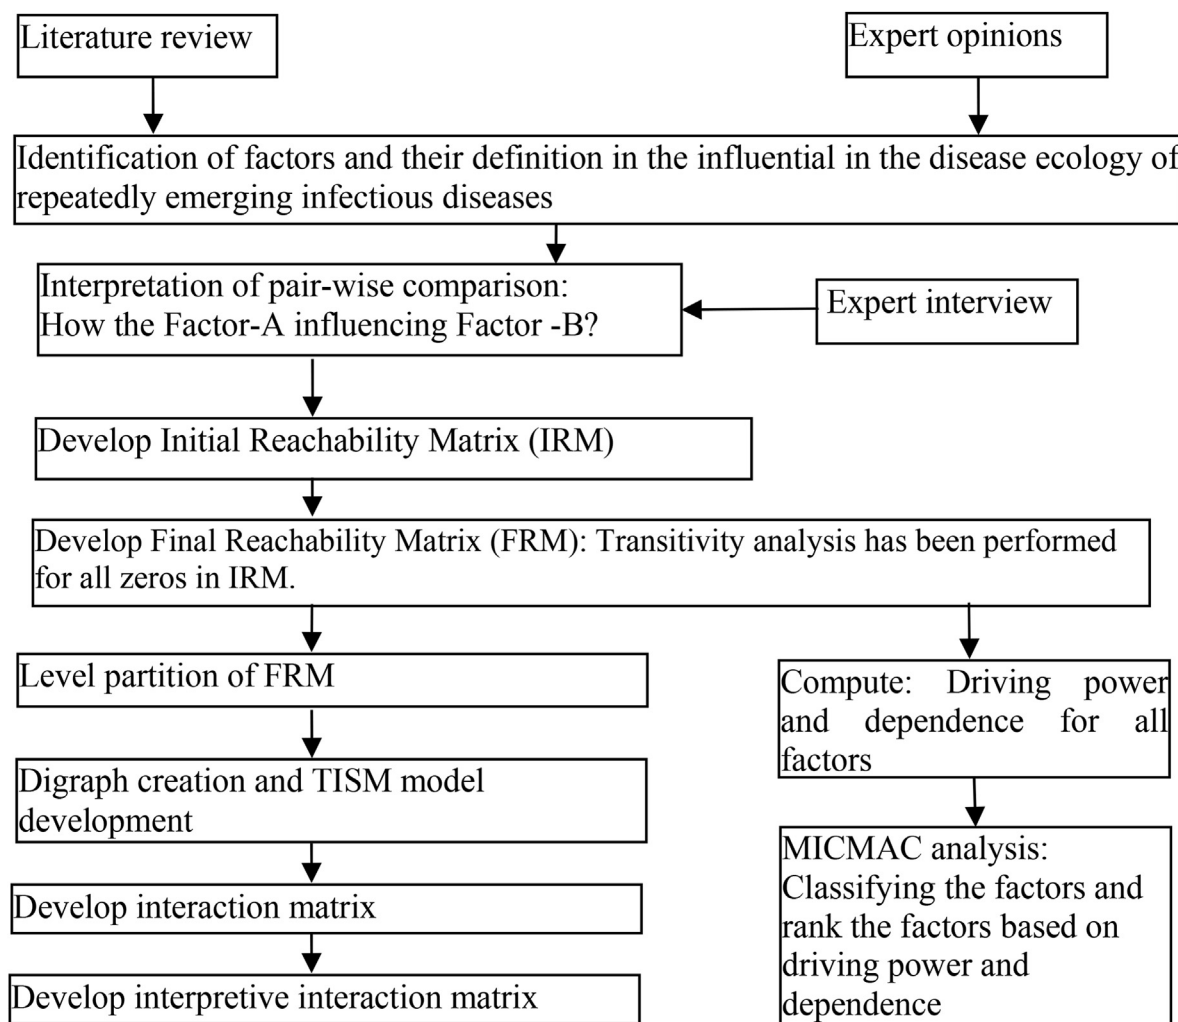 Literature review
Expert opinions
Identification of factors and their definition in the influential in the disease ecology of
repeatedly emerging infectious diseases
Interpretation of pair-wise comparison:
How the Factor-A influencing Factor -B?
Expert interview
Develop Initial Reachability Matrix (IRM)
Develop Final Reachability Matrix (FRM): Transitivity analysis has been performed
for all zeros in IRM.
Level partition of FRM
Compute: Driving power
and dependence for all
factors
Digraph creation and TISM model
development
MICMAC analysis:
Classifying the factors and
rank the factors based on
driving power and
dependence
Develop interaction matrix
Develop interpretive interaction matrix